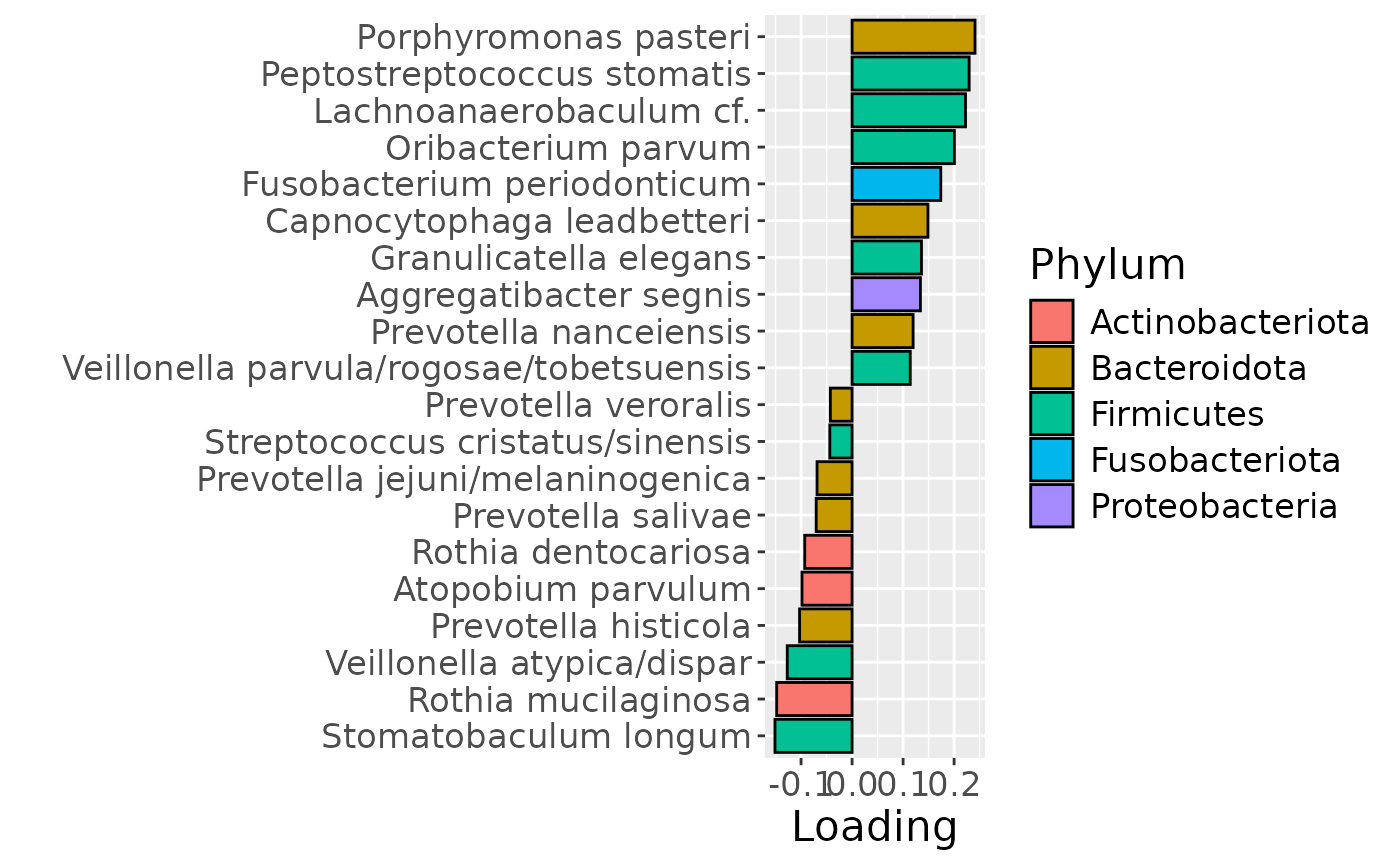 Porphyromonas pasteri
Peptostreptococcus stomatis
Lachnoanaerobaculum cf.
Oribacterium parvum
Fusobacterium periodonticum
Capnocytophaga leadbetteri
Granulicatella elegans
Aggregatibacter segnis
Prevotella nanceiensis
Veillonella parvula/rogosae/tobetsuensis
Prevotella veroralis
Streptococcus cristatus/sinensis
Prevotella jejuni/melaninogenica
Prevotella salivae
Rothia dentocariosa
Atopobium parvulum
Prevotella histicola
Veillonella atypica/dispar
Rothia mucilaginosa
Stomatobaculum longum
-0.1 0.0 0.1 0.2
Loading
Phylum
Actinobacteriota
Bacteroidota
Firmicutes
Fusobacteriota
Proteobacteria